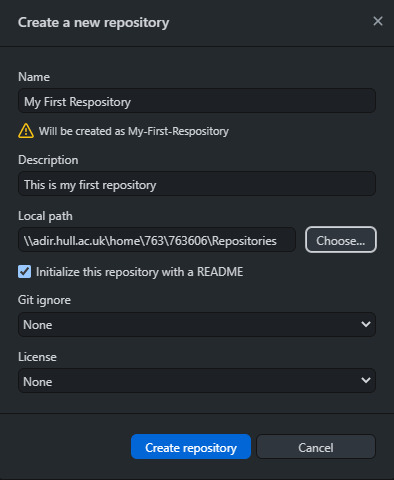 Create a new repository
Name
My First Respository
Will be created as My-First-Respository
Description
This is my first repository
Local path
\\adir.hull.ac.uk\home\763\763606\Repositories
Choose...
Initialize this repository with a README
Git ignore
None
License
None
Create repository
Cancel